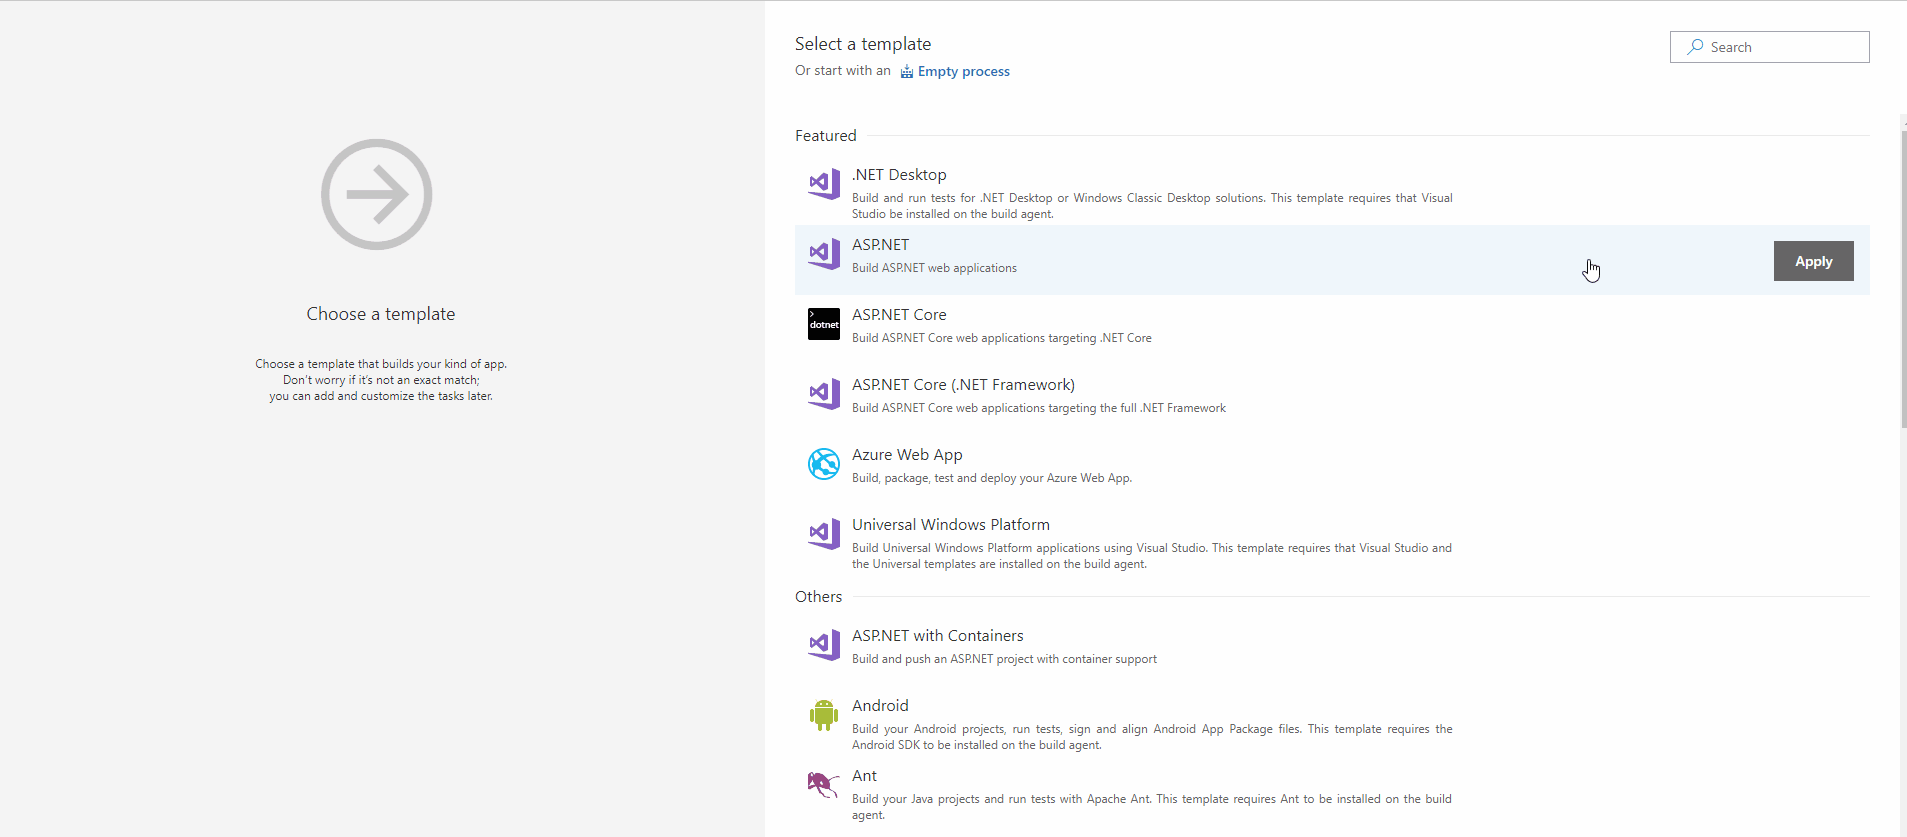 Select a template
Or start with an Empty process
Search
Choose a template
Choose a template that builds your kind of app.
Don't worry if it's not an exact match;
you can add and customize the tasks later.
Featured
.NET Desktop
Build and run tests for .NET Desktop or Windows Classic Desktop solutions. This template requires that Visual
Studio be installed on the build agent.
ASP.NET
Build ASP.NET web applications
Apply
dotnet
ASP.NET Core
Build ASP.NET Core web applications targeting .NET Core
ASP.NET Core (.NET Framework)
Build ASP.NET Core web applications targeting the full .NET Framework
Azure Web App
Build, package, test and deploy your Azure Web App.
Universal Windows Platform
Build Universal Windows Platform applications using Visual Studio. This template requires that Visual Studio and
the Universal templates are installed on the build agent.
Others
ASP.NET with Containers
Build and push an ASP.NET project with container support
Android
Build your Android projects, run tests, sign and align Android App Package files. This template requires the
Android SDK to be installed on the build agent.
Ant
Build your Java projects and run tests with Apache Ant. This template requires Ant to be installed on the build
agent.